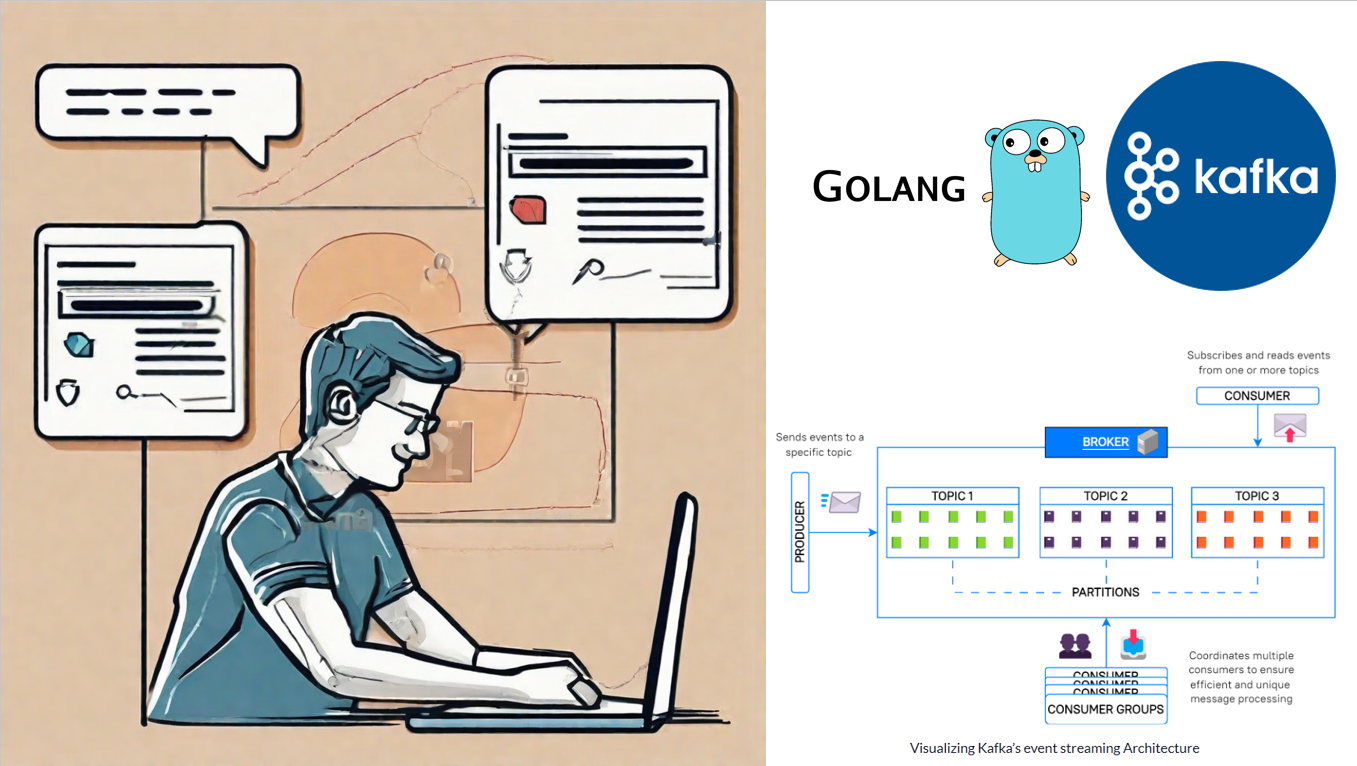 GOLANG
kafka
Subscribes and reads events
from one or more topics
CONSUMER
Sends events to a
specific topic
BROKER
PRODUCER
TOPIC 1
TOPIC 2
TOPIC 3
PARTITIONS
CONSUMER
CONSUMER
CONSUMER
CONSUMER GROUPS
Coordinates multiple
consumers to ensure
efficient and unique
message processing
Visualizing Kafka's event streaming Architecture